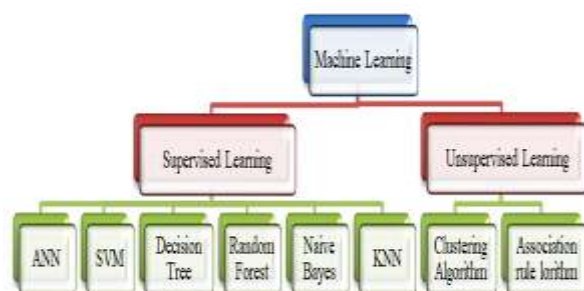 Machine Learning
Supervised Learning
Unsupervised Learning
ANN
SVM
Decision
Tree
Random
Forest
Naive
Bayes
KNN
Clustering
Algorithm
Association
rule lorithm